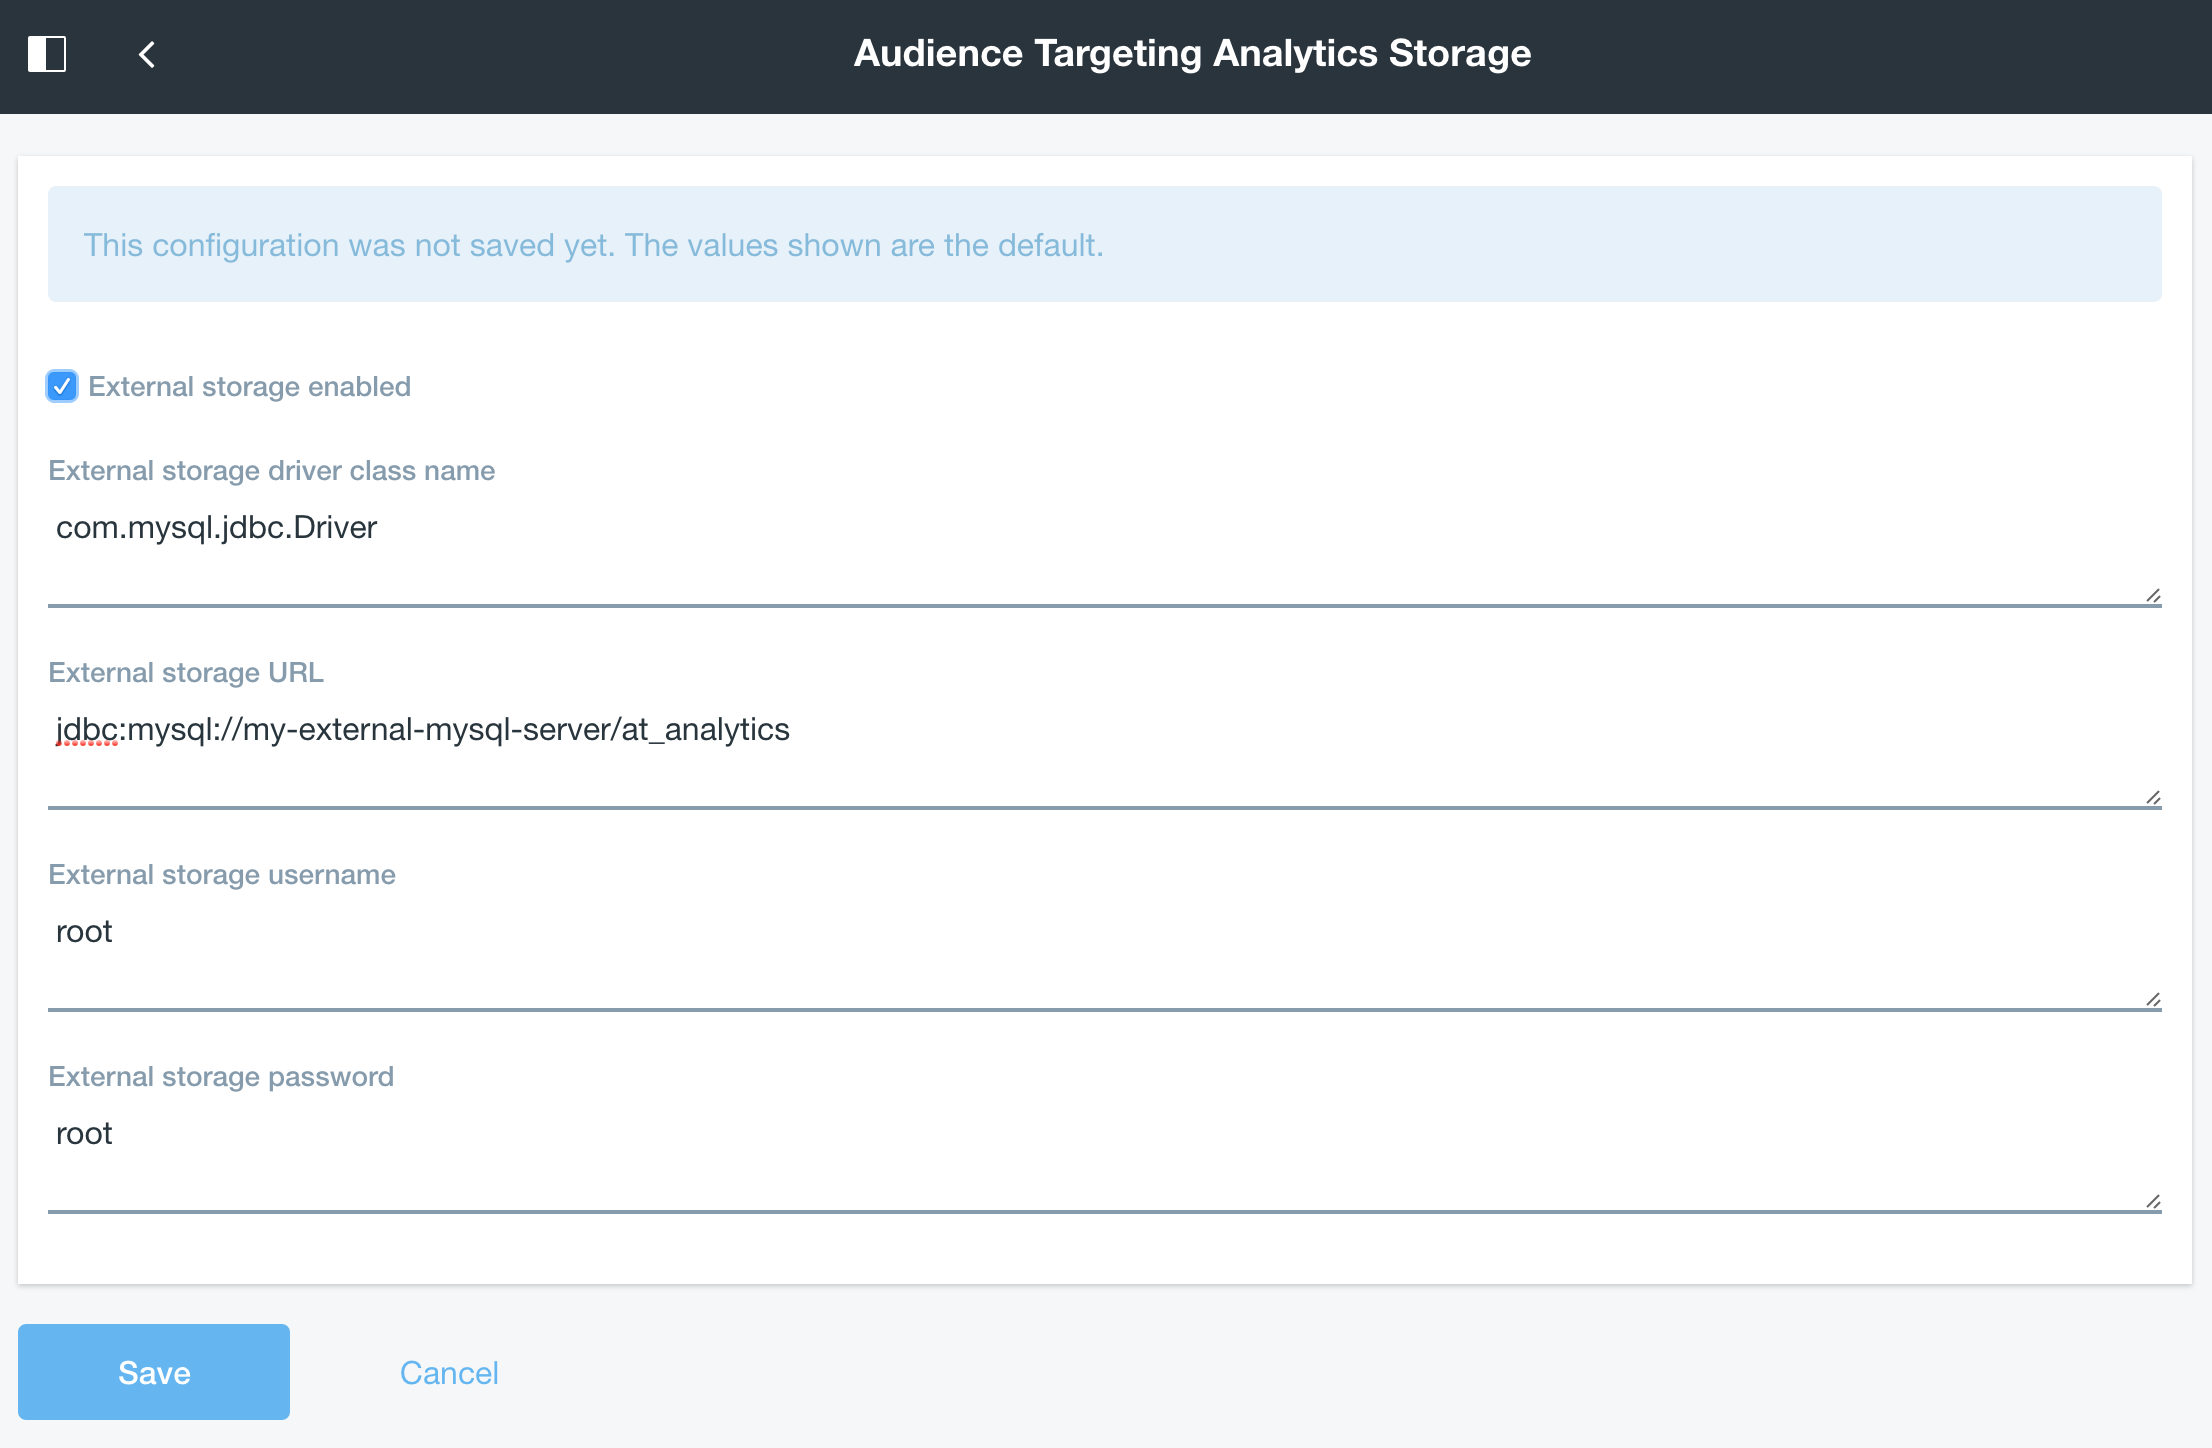 Audience Targeting Analytics Storage
This configuration was not saved yet. The values shown are the default.
External storage enabled
External storage driver class name
com.mysql.jdbc.Driver
External storage URL
jdbc:mysql://my-external-mysql-server/at_analytics
External storage username
root
External storage password
root
Save
Cancel